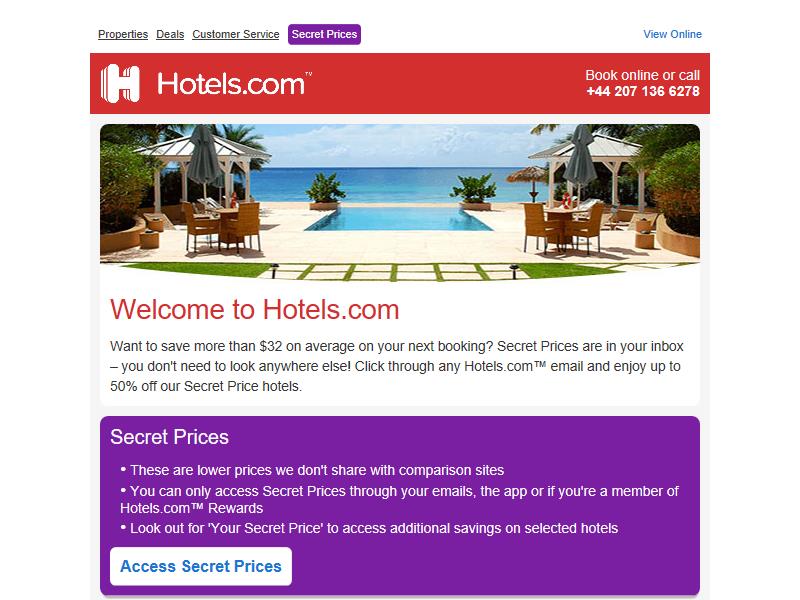 Properties Deals Customer Service Secret Prices View Online
Hotels.com™
Book online or call
+44 207 136 6278
Welcome to Hotels.com
Want to save more than $32 on average on your next booking? Secret Prices are in your inbox
– you don't need to look anywhere else! Click through any Hotels.com™ email and enjoy up to
50% off our Secret Price hotels.
Secret Prices
• These are lower prices we don't share with comparison sites
• You can only access Secret Prices through your emails, the app or if you're a member of
Hotels.com™ Rewards
• Look out for 'Your Secret Price' to access additional savings on selected hotels
Access Secret Prices